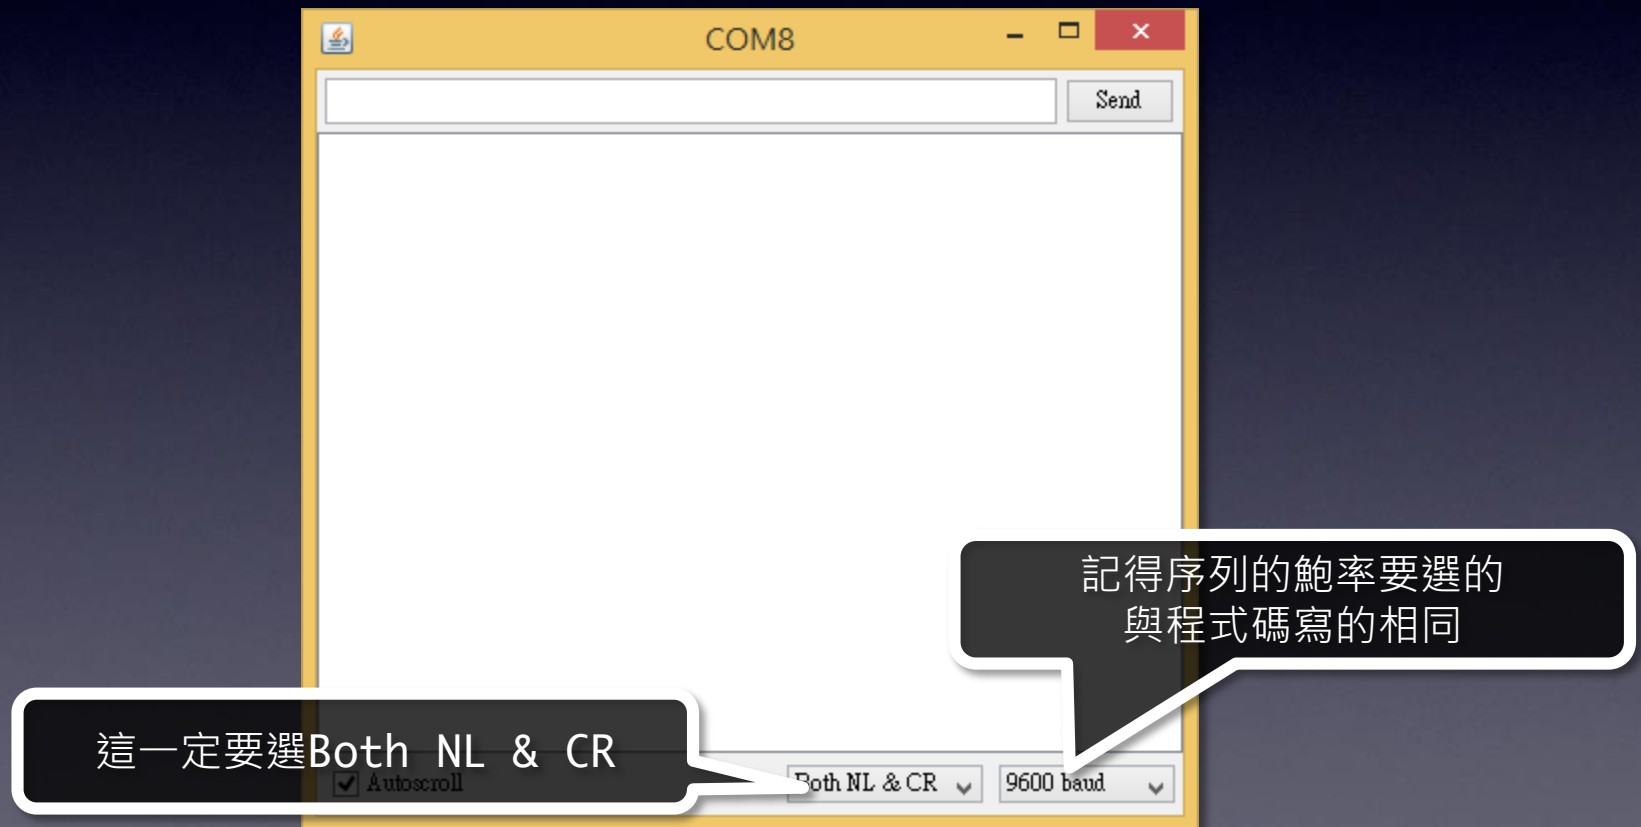 COM8
Send
記得序列的鮑率要選的
與程式碼寫的相同
這一定要選Both NL & CR
Autoscroll
Both NL & CR
9600 baud